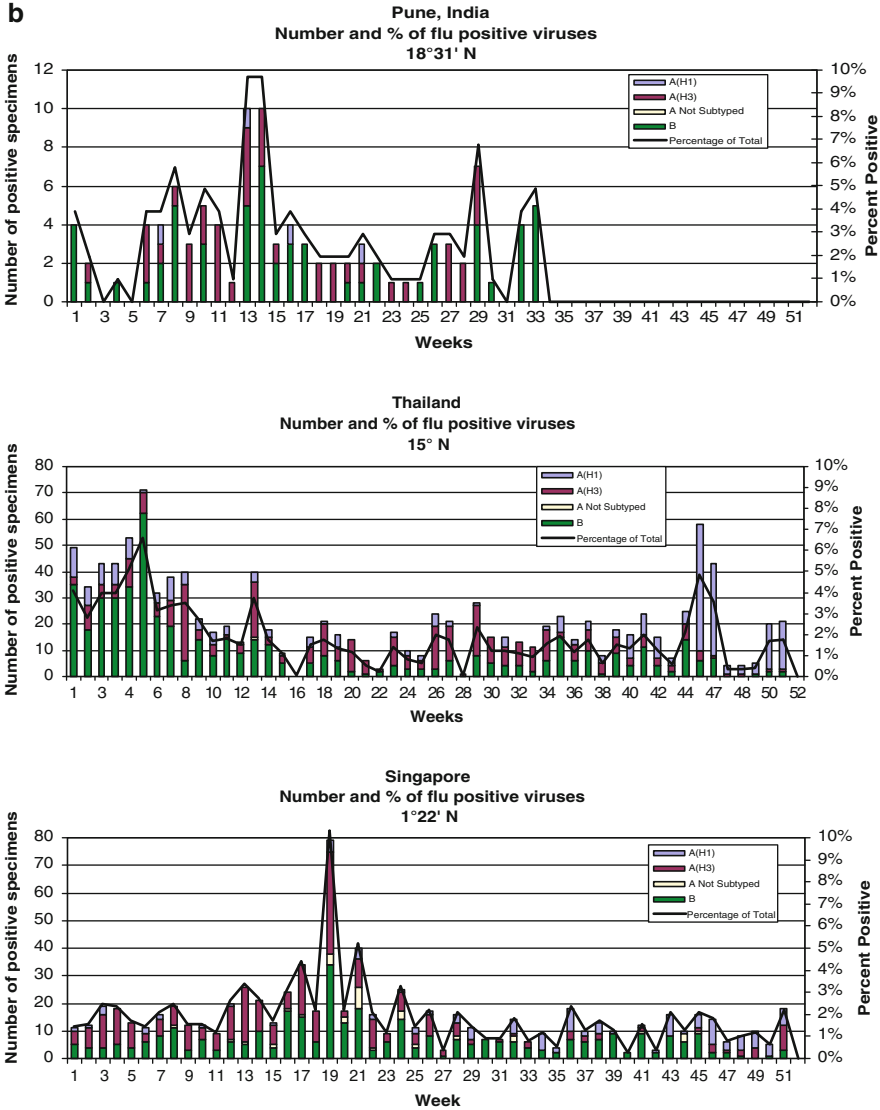 b
Pune, India
Number and % of flu positive viruses
18°31' N
Number of positive specimens
12
10
8
6
4
2
0
A(H1)
A(H3)
A Not Subtyped
B
Percentage of Total
10%
9%
8%
7%
6%
5%
4%
3%
2%
1%
0%
Percent Positive
1 3 5 7 9 11 13 15 17 19 21 23 25 27 29 31 33 35 37 39 41 43 45 47 49 51
Weeks
Thailand
Number and % of flu positive viruses
15° N
Number of positive specimens
80
70
60
50
40
30
20
10
0
A(H1)
A(H3)
A Not Subtyped
B
Percentage of Total
10%
9%
8%
7%
6%
5%
4%
3%
2%
1%
0%
Percent Positive
1 2 4 6 8 10 12 14 16 18 20 22 24 26 28 30 32 34 36 38 40 42 44 45 47 48 50 52
Weeks
Singapore
Number and % of flu positive viruses
1°22' N
Number of positive specimens
80
70
60
50
40
30
20
10
0
A(H1)
A(H3)
A Not Subtyped
B
Percentage of Total
10%
9%
8%
7%
6%
5%
4%
3%
2%
1%
0%
Percent Positive
1 3 5 7 9 11 13 15 17 19 21 23 25 27 29 31 33 35 37 39 41 43 45 47 49 51
Week